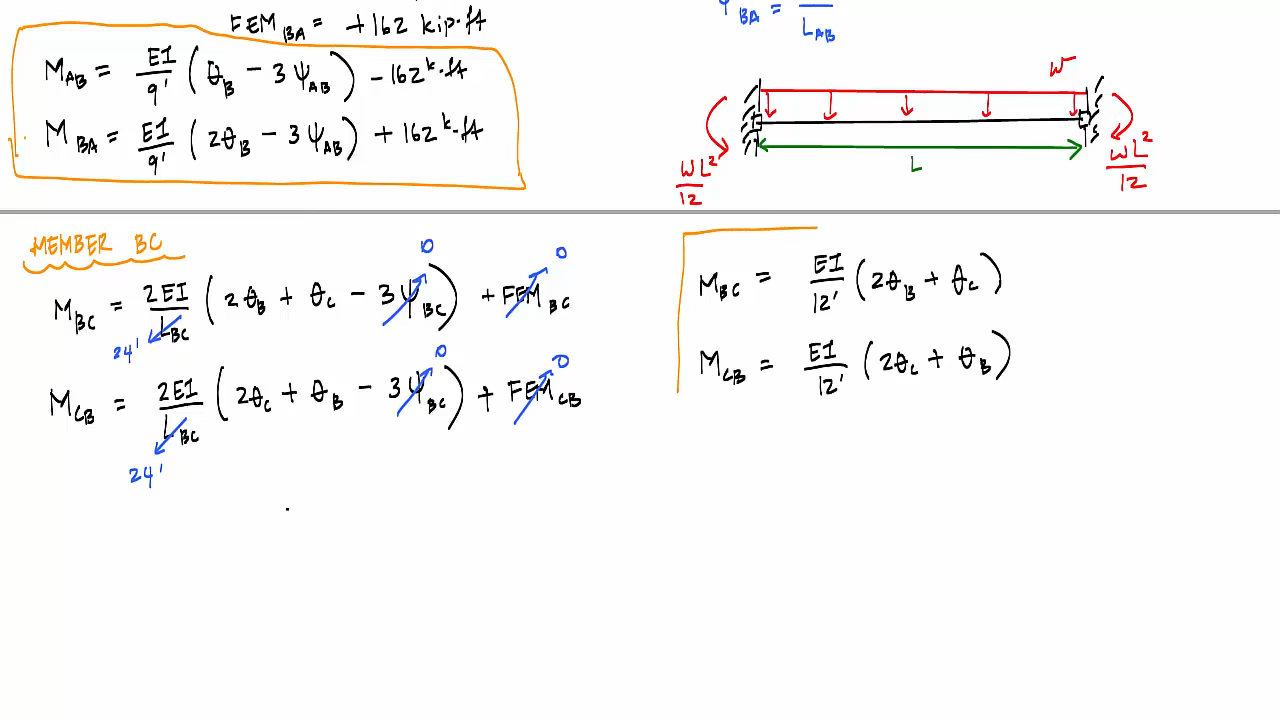 FEM_BA = +162 kip·ft
M_AB = EI/9' (θ_B − 3ψ_AB) − 162 k·ft
M_BA = EI/9' (2θ_B − 3ψ_AB) + 162 k·ft
ψ_BA = / L_AB
w
L
wL²/12
wL²/12
MEMBER BC
M_BC = 2EI/L_BC (2θ_B + θ_C − 3ψ_BC) + FEM_BC
0
0
24'
M_CB = 2EI/L_BC (2θ_C + θ_B − 3ψ_BC) + FEM_CB
0
0
24'
M_BC = EI/12' (2θ_B + θ_C)
M_CB = EI/12' (2θ_C + θ_B)